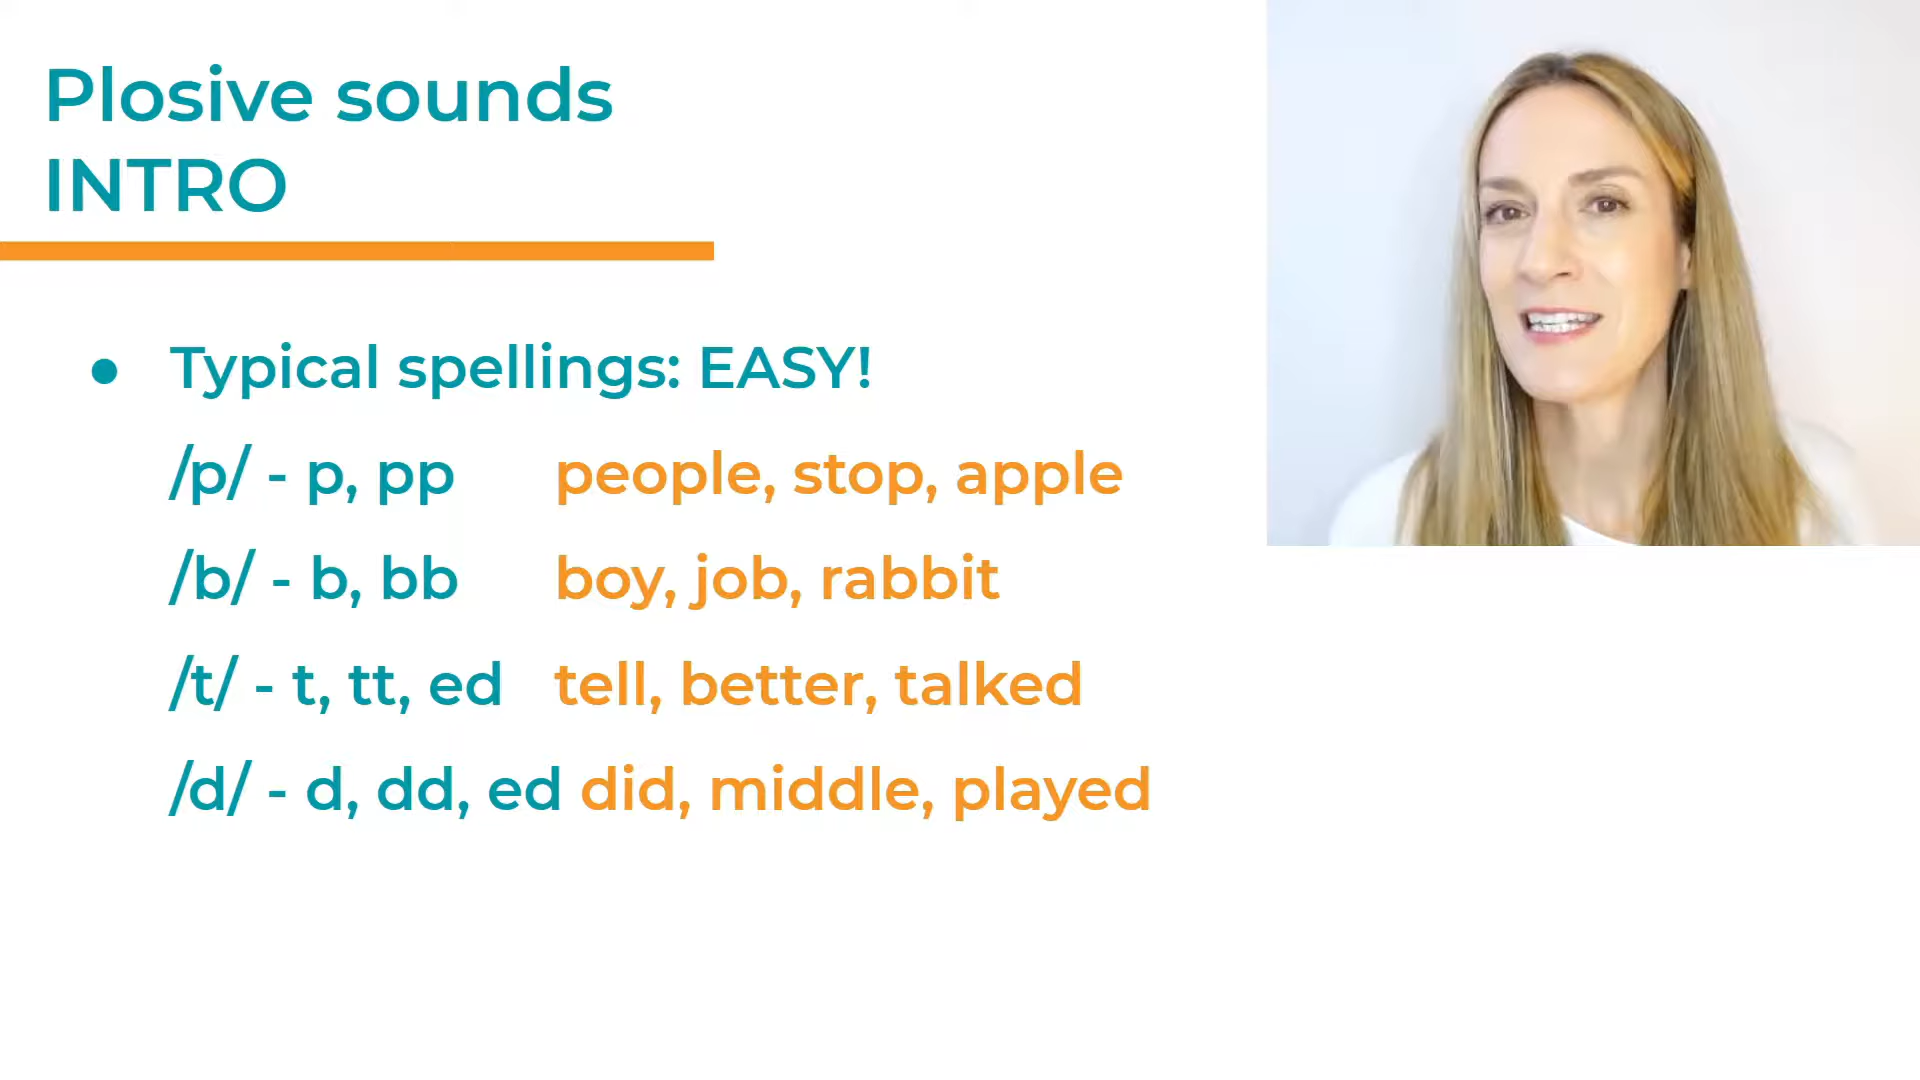 Plosive sounds
INTRO
● Typical spellings: EASY!
/p/ - p, pp people, stop, apple
/b/ - b, bb boy, job, rabbit
/t/ - t, tt, ed tell, better, talked
/d/ - d, dd, ed did, middle, played